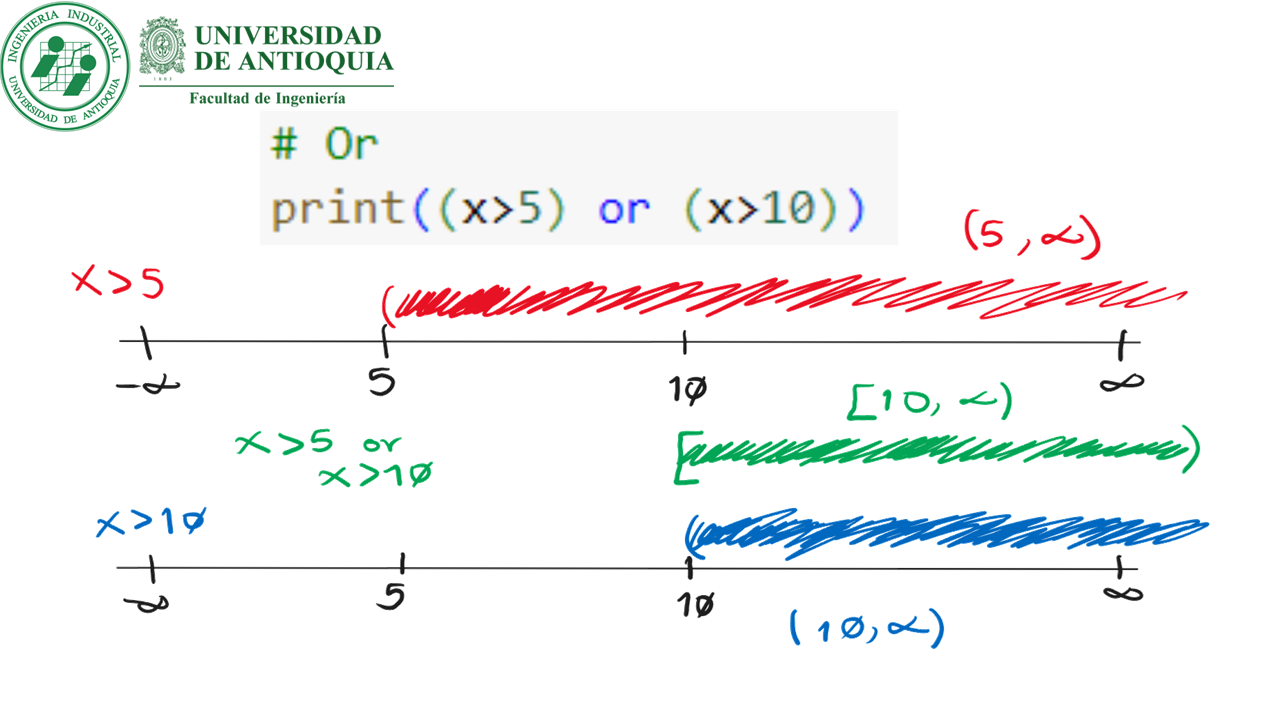 INGENIERIA INDUSTRIAL
UNIVERSIDAD DE ANTIOQUIA
UNIVERSIDAD
DE ANTIOQUIA
1803
Facultad de Ingeniería
# Or
print((x>5) or (x>10))
(5, ∞)
x>5
-∞ 5 10 ∞
[10, ∞)
x>5 or
x>10
x>10
-∞ 5 10 ∞
(10, ∞)